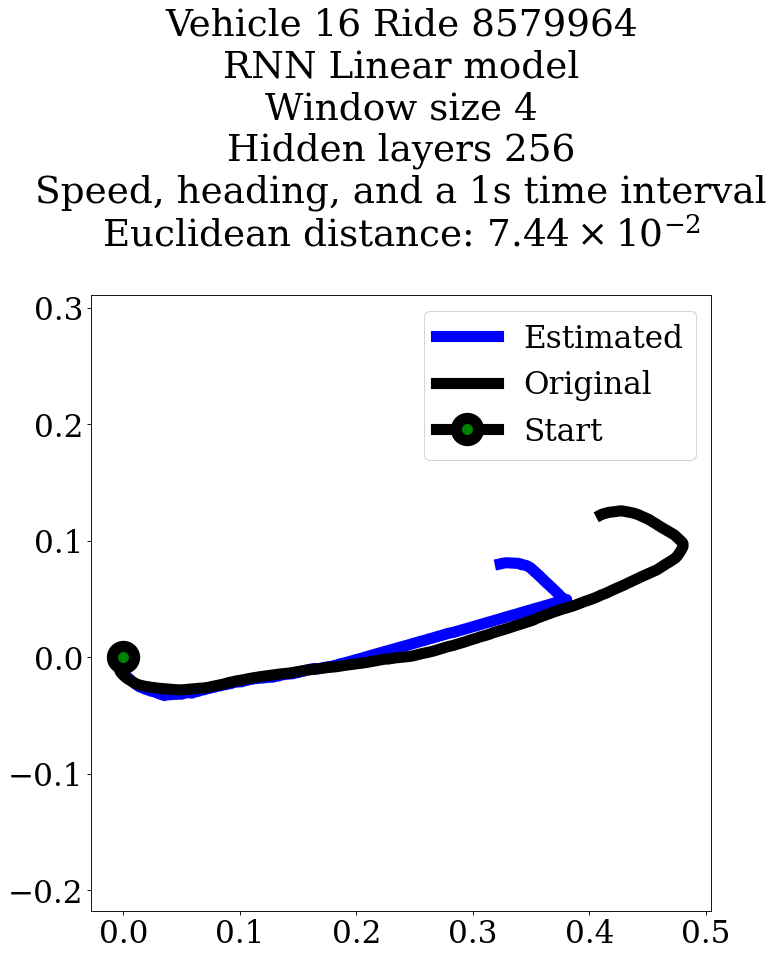 Vehicle 16 Ride 8579964
RNN Linear model
Window size 4
Hidden layers 256
Speed, heading, and a 1s time interval
Euclidean distance: 7.44 × 10⁻²
0.3
0.2
0.1
0.0
−0.1
−0.2
Estimated
Original
Start
0.0 0.1 0.2 0.3 0.4 0.5